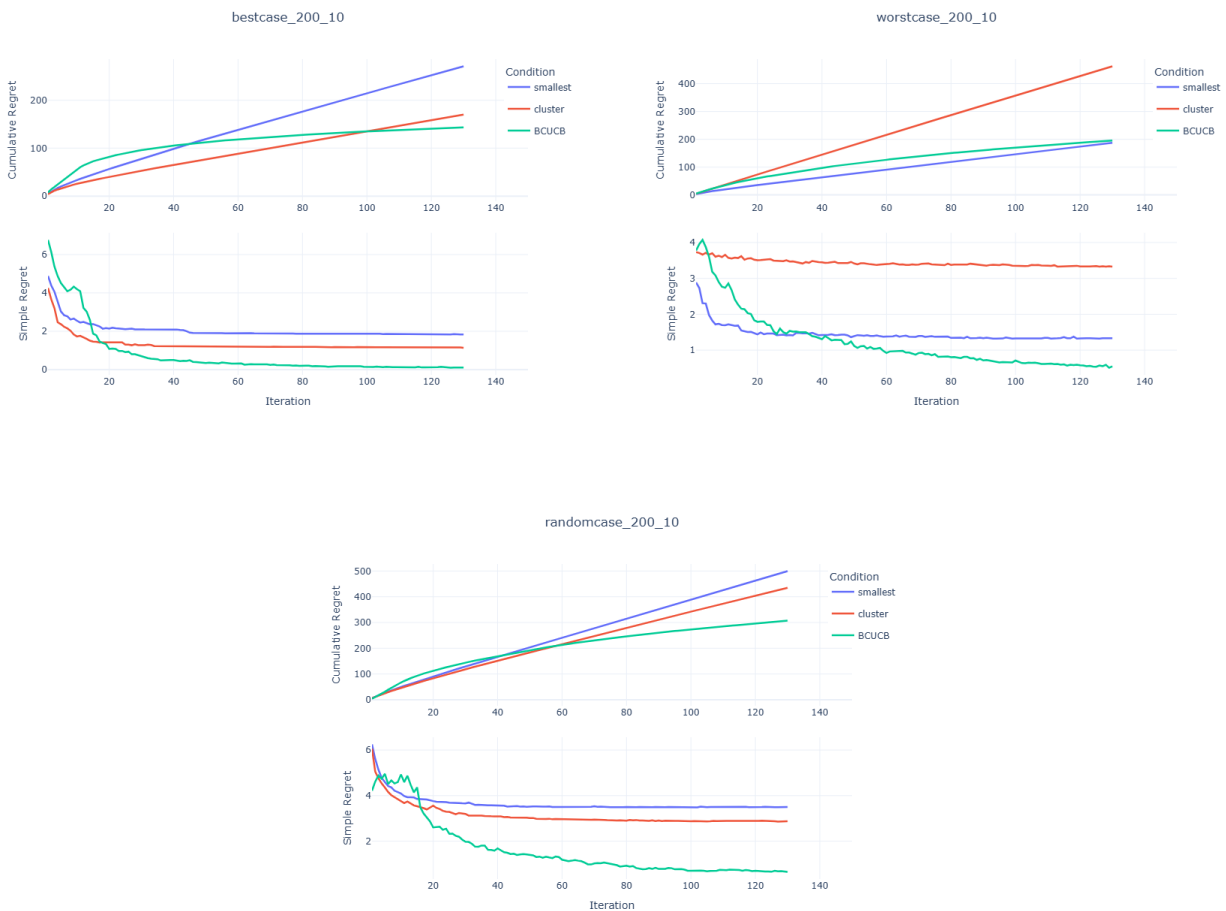 bestcase_200_10
Cumulative Regret
200
100
0
20 40 60 80 100 120 140
Condition
smallest
cluster
BCUCB
Simple Regret
6
4
2
0
20 40 60 80 100 120 140
Iteration
worstcase_200_10
Cumulative Regret
400
300
200
100
0
20 40 60 80 100 120 140
Condition
smallest
cluster
BCUCB
Simple Regret
4
3
2
1
20 40 60 80 100 120 140
Iteration
randomcase_200_10
Cumulative Regret
500
400
300
200
100
0
20 40 60 80 100 120 140
Condition
smallest
cluster
BCUCB
Simple Regret
6
4
2
20 40 60 80 100 120 140
Iteration